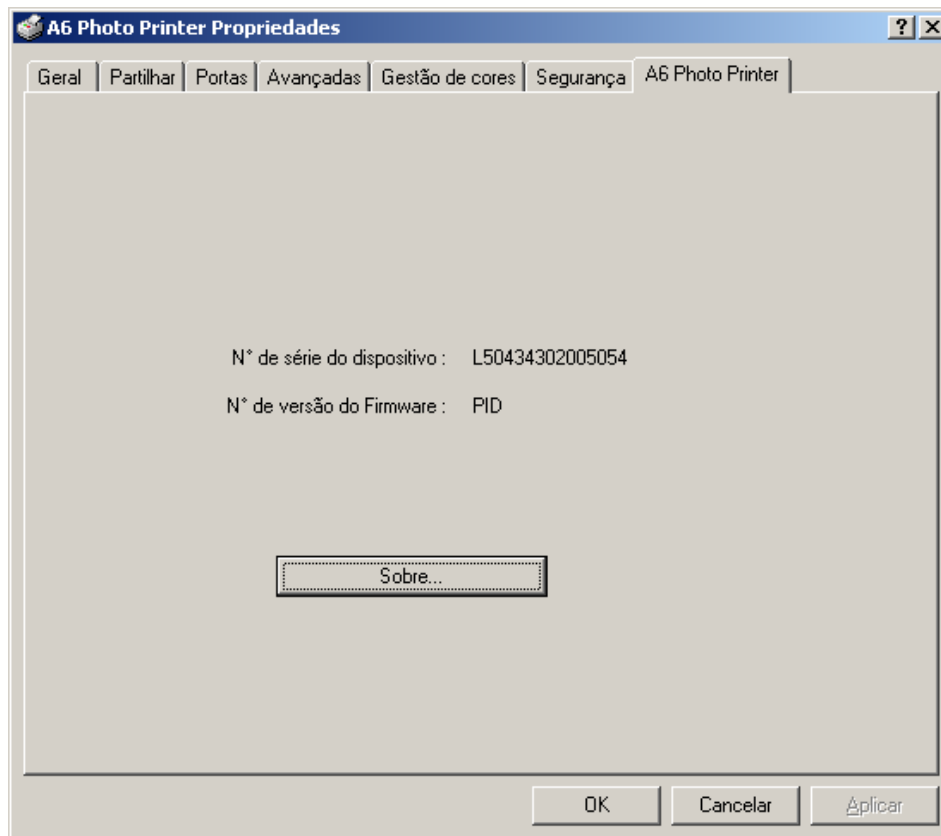 A6 Photo Printer Propriedades
Geral Partilhar Portas Avançadas Gestão de cores Segurança A6 Photo Printer
N° de série do dispositivo : L50434302005054
N° de versão do Firmware : PID
Sobre...
OK Cancelar Aplicar